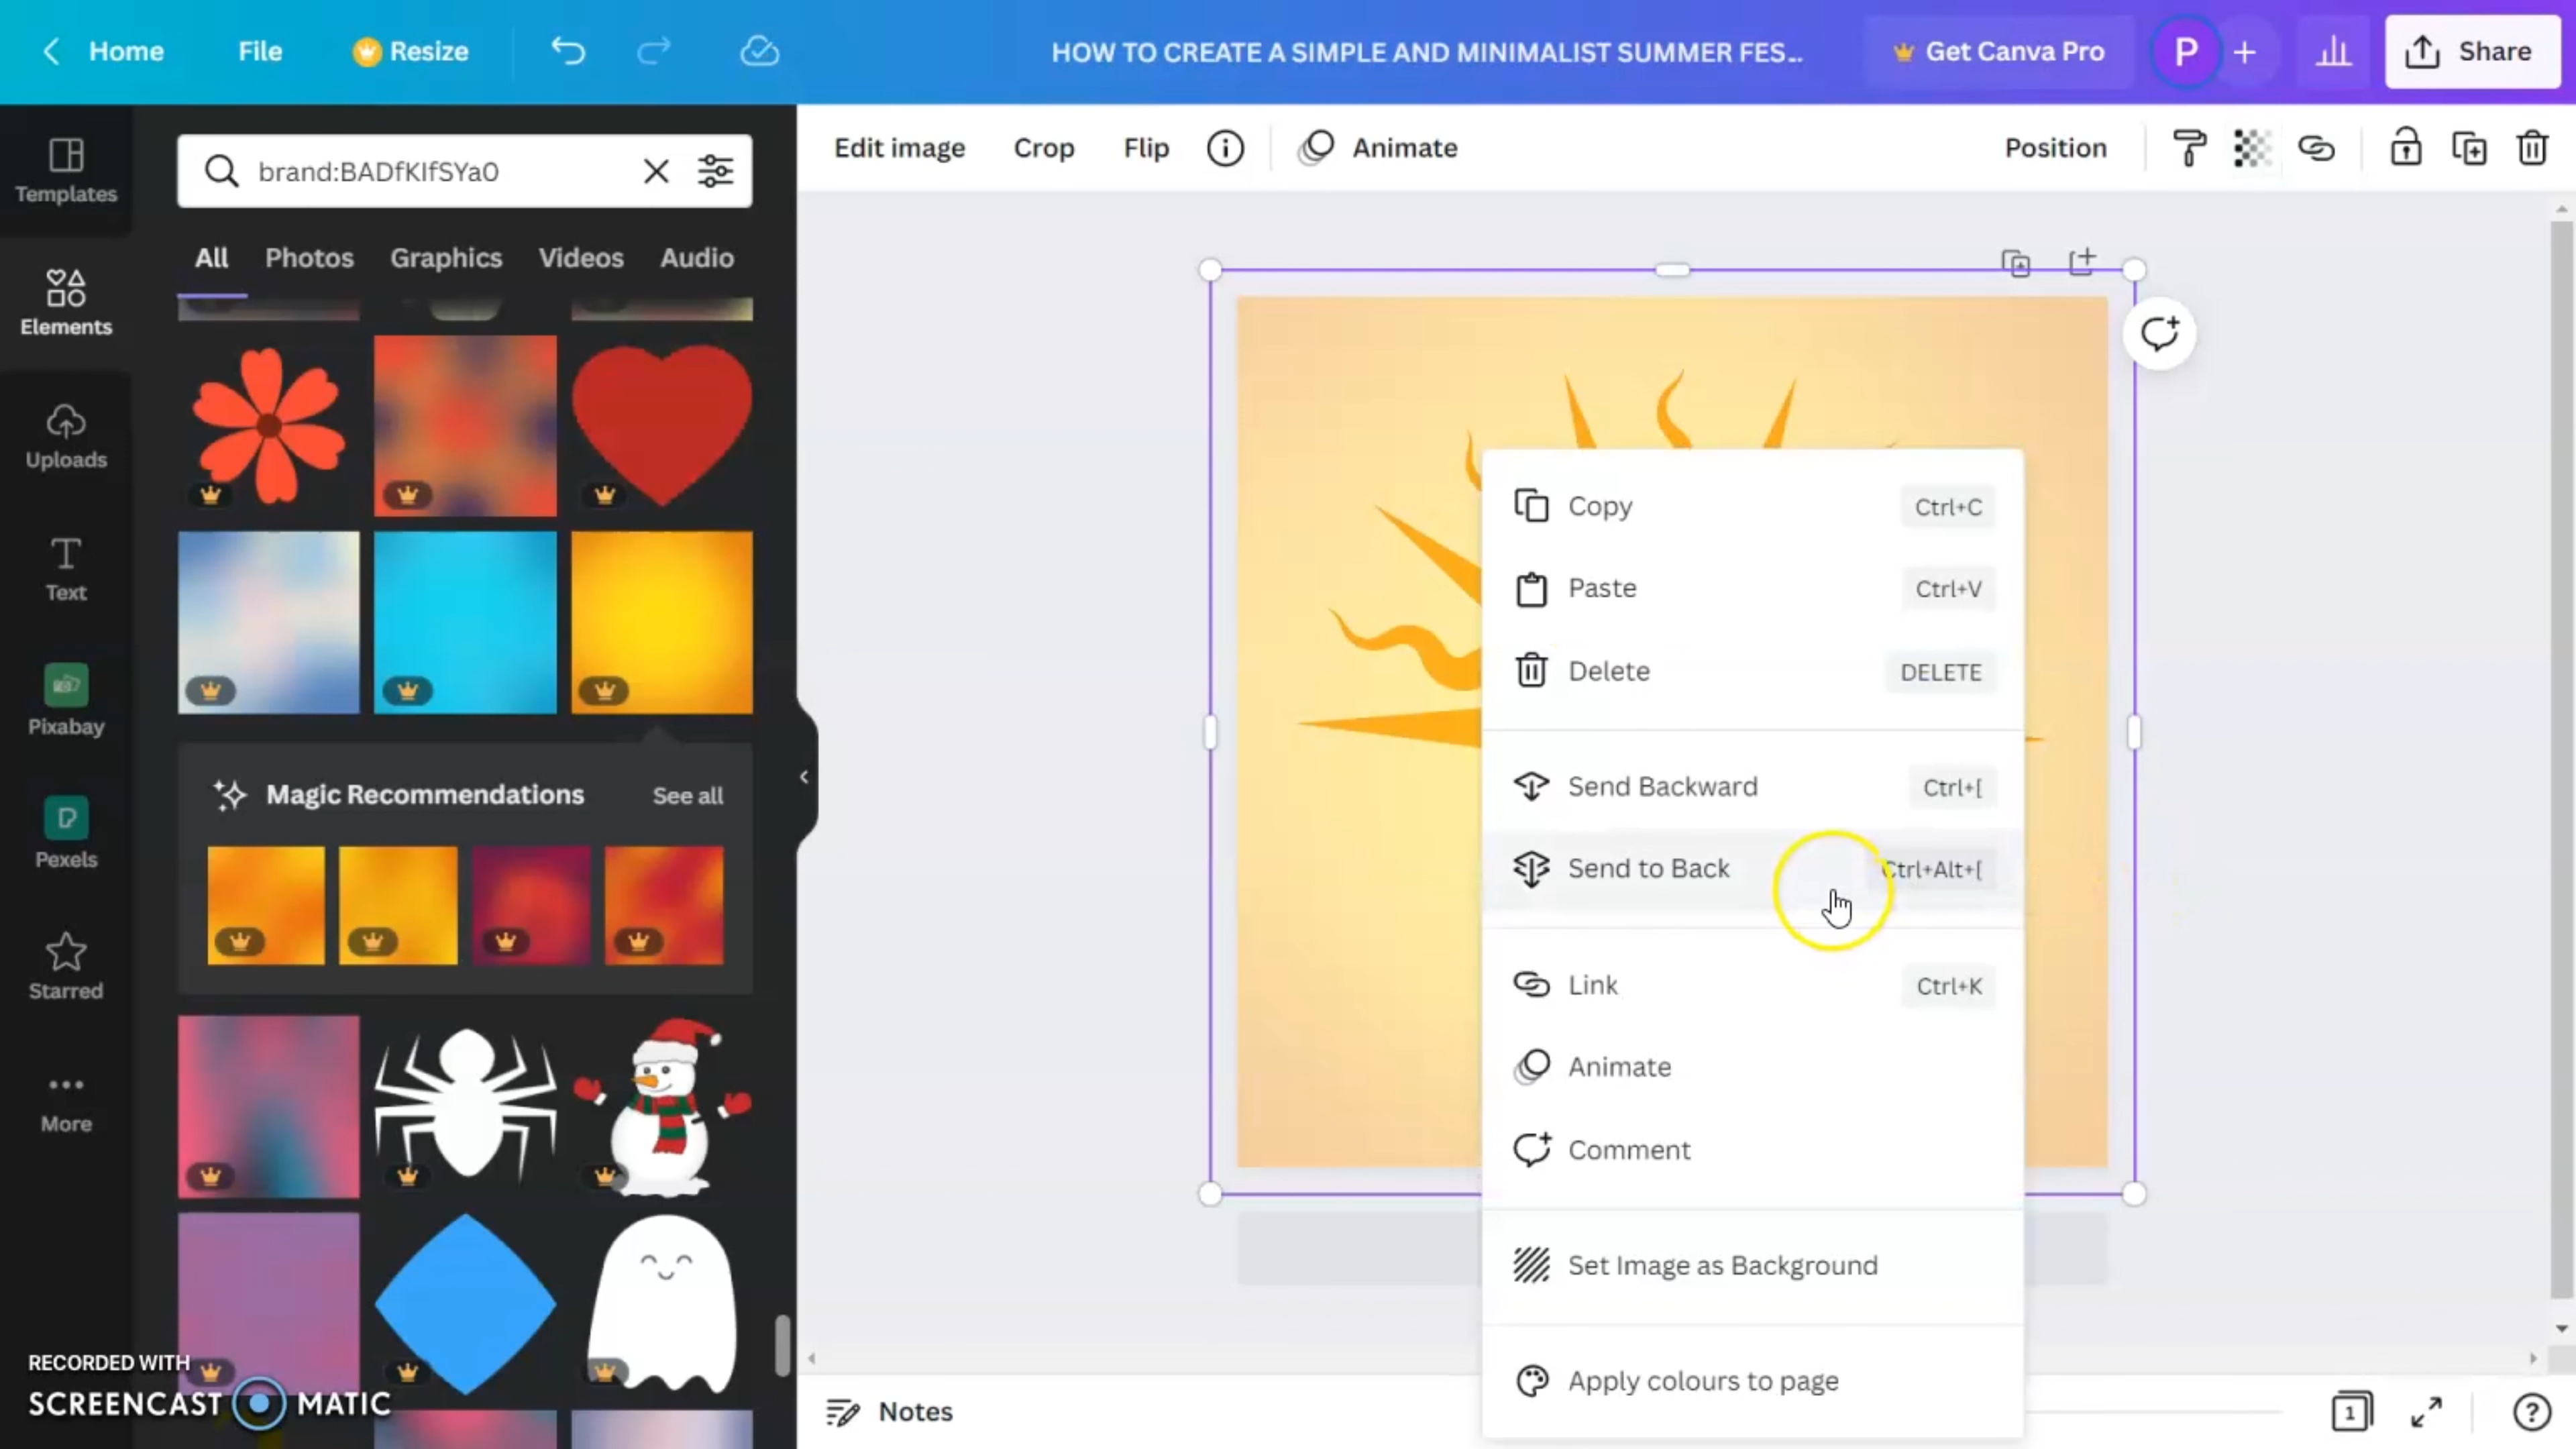 Home File Resize HOW TO CREATE A SIMPLE AND MINIMALIST SUMMER FES... Get Canva Pro P + Share
Templates
Elements
Uploads
Text
Pixabay
Pexels
Starred
More
brand:BADfKIfSYa0
All Photos Graphics Videos Audio
Magic Recommendations See all
Edit image Crop Flip Animate Position
Copy Ctrl+C
Paste Ctrl+V
Delete DELETE
Send Backward Ctrl+[
Send to Back Ctrl+Alt+[
Link Ctrl+K
Animate
Comment
Set Image as Background
Apply colours to page
Notes 1 ?
RECORDED WITH
SCREENCAST MATIC